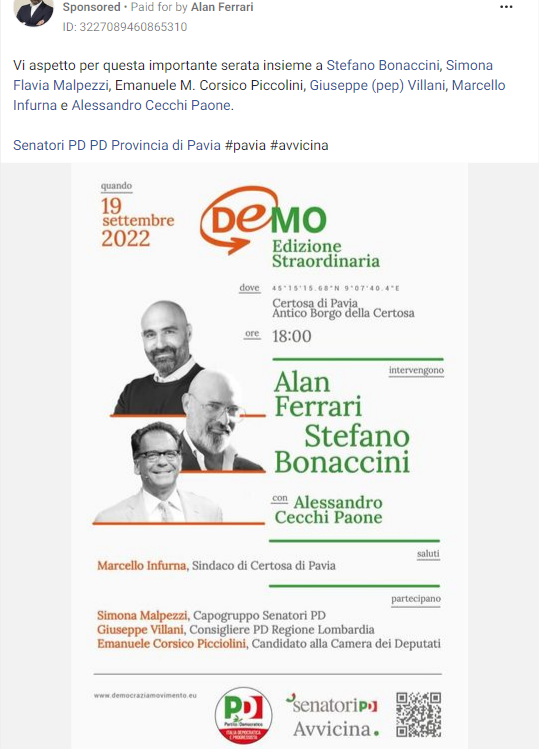 Sponsored • Paid for by Alan Ferrari
ID: 3227089460865310
Vi aspetto per questa importante serata insieme a Stefano Bonaccini, Simona
Flavia Malpezzi, Emanuele M. Corsico Piccolini, Giuseppe (pep) Villani, Marcello
Infurna e Alessandro Cecchi Paone.
Senatori PD PD Provincia di Pavia #pavia #avvicina
quando
19
settembre
2022
DeMO
Edizione
Straordinaria
dove 45°15'15.68"N 9°07'40.4"E
Certosa di Pavia
Antico Borgo della Certosa
ore 18:00
intervengono
Alan
Ferrari
Stefano
Bonaccini
con Alessandro
Cecchi Paone
saluti
Marcello Infurna, Sindaco di Certosa di Pavia
partecipano
Simona Malpezzi, Capogruppo Senatori PD
Giuseppe Villani, Consigliere PD Regione Lombardia
Emanuele Corsico Picciolini, Candidato alla Camera dei Deputati
www.democraziamovimento.eu
PD
Partito Democratico
ITALIA DEMOCRATICA
E PROGRESSISTA
senatoriPD
Avvicina.